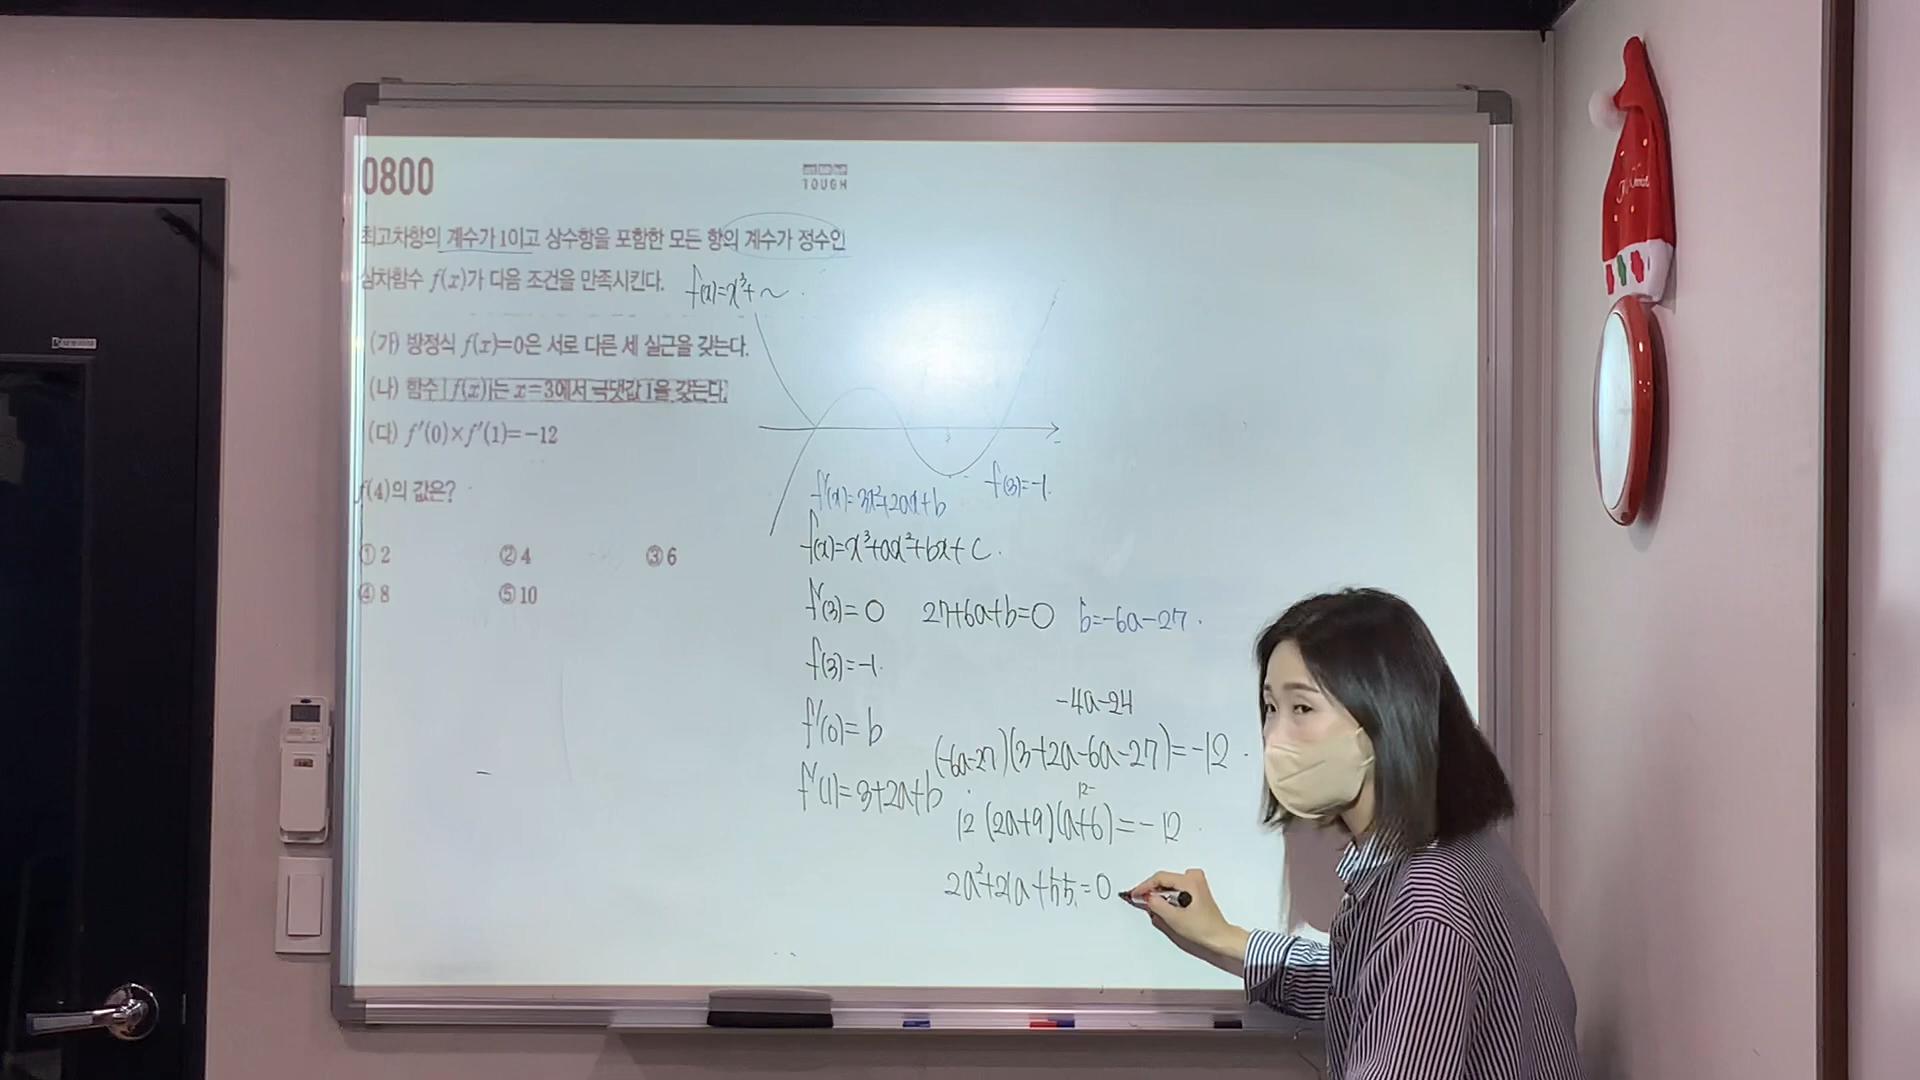 0800
TOUGH
최고차항의 계수가 1이고 상수항을 포함한 모든 항의 계수가 정수인
삼차함수 f(x)가 다음 조건을 만족시킨다.
f(x)=x³+~
(가) 방정식 f(x)=0은 서로 다른 세 실근을 갖는다.
(나) 함수 |f(x)|는 x=3에서 극댓값 1을 갖는다.
(다) f'(0)×f'(1)=-12
f(4)의 값은?
① 2 ② 4 ③ 6
④ 8 ⑤ 10
3
f(3)=-1.
f'(x)=3x²+2ax+b
f(x)=x³+ax²+bx+c.
f'(3)=0 27+6a+b=0 b=-6a-27.
f(3)=-1.
f'(0)=b
f'(1)=3+2a+b
-4a-24
(-6a-27)(3+2a-6a-27)=-12.
12-
12(2a+9)(a+6)=-12.
2a²+21a+55=0